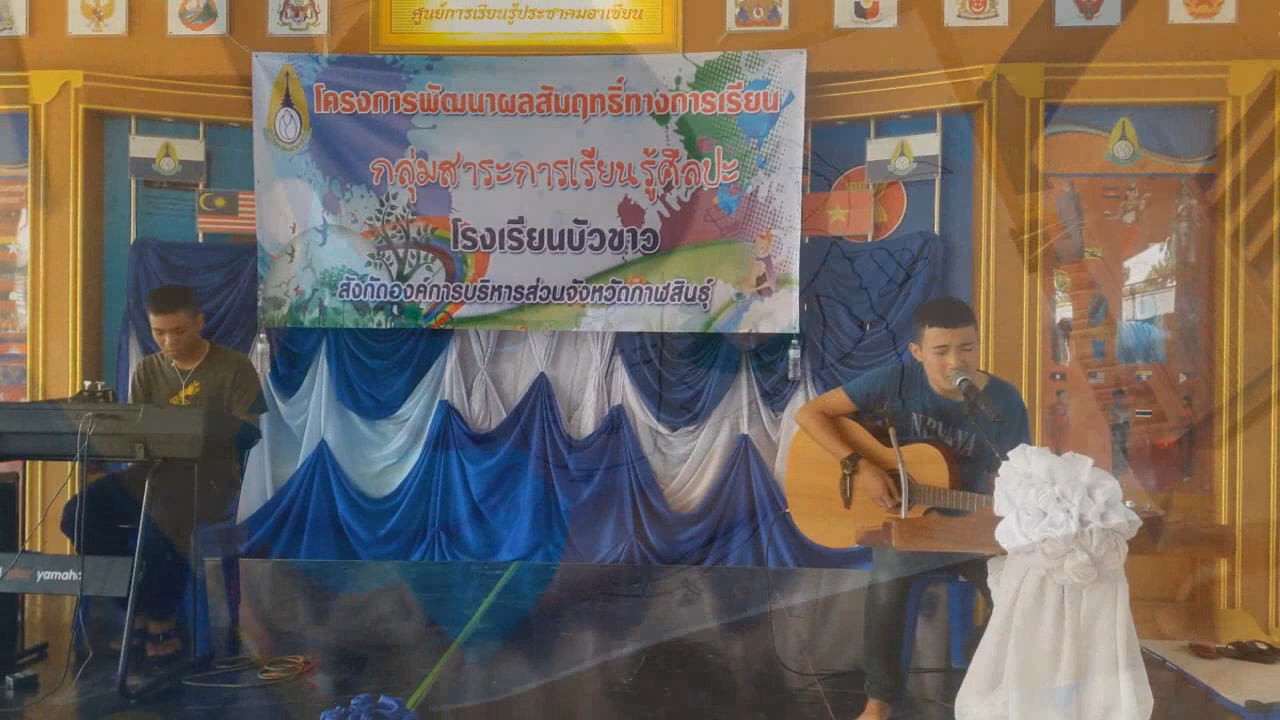 ศูนย์การเรียนรู้ประชาคมอาเซียน
โครงการพัฒนาผลสัมฤทธิ์ทางการเรียน
กลุ่มสาระการเรียนรู้ศิลปะ
โรงเรียนบัวขาว
สังกัดองค์การบริหารส่วนจังหวัดกาฬสินธุ์
NIRVANA
yamaha